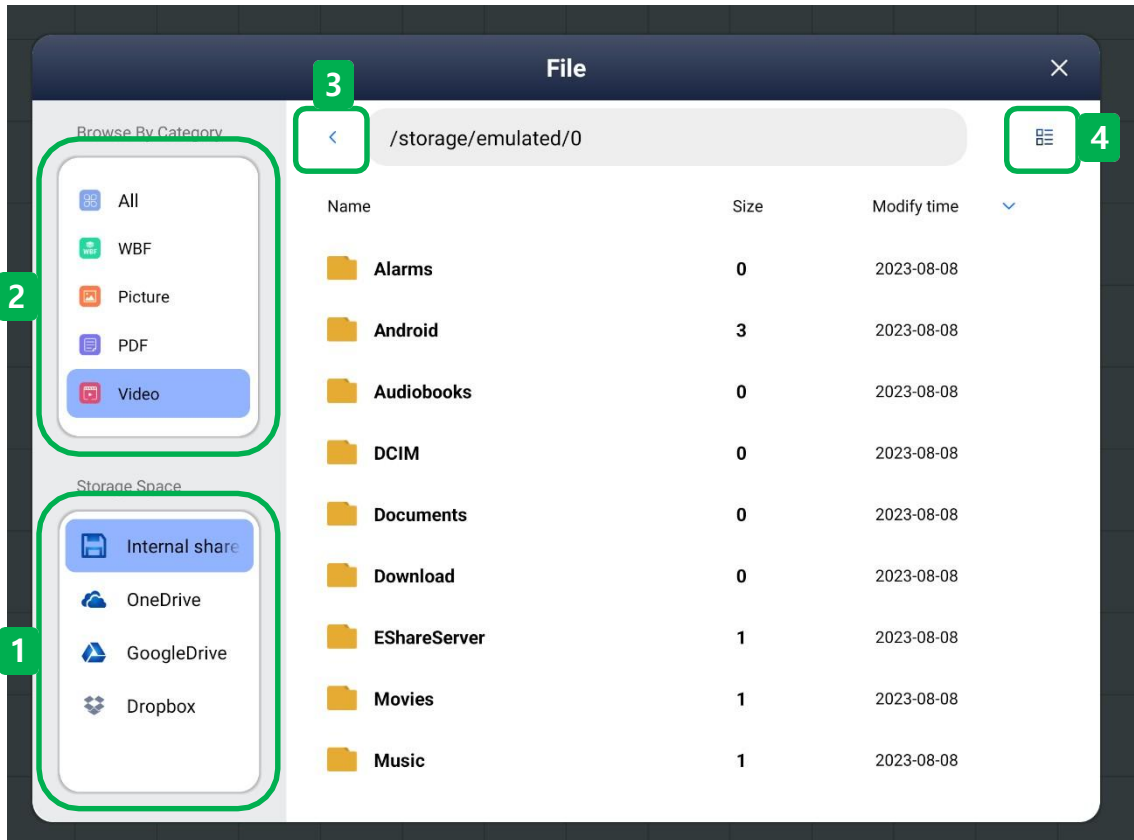 File
3
Browse By Category
/storage/emulated/0
4
All
WBF
Picture
PDF
Video
2
Storage Space
Internal share
OneDrive
GoogleDrive
Dropbox
1
Name Size Modify time
Alarms 0 2023-08-08
Android 3 2023-08-08
Audiobooks 0 2023-08-08
DCIM 0 2023-08-08
Documents 0 2023-08-08
Download 0 2023-08-08
EShareServer 1 2023-08-08
Movies 1 2023-08-08
Music 1 2023-08-08